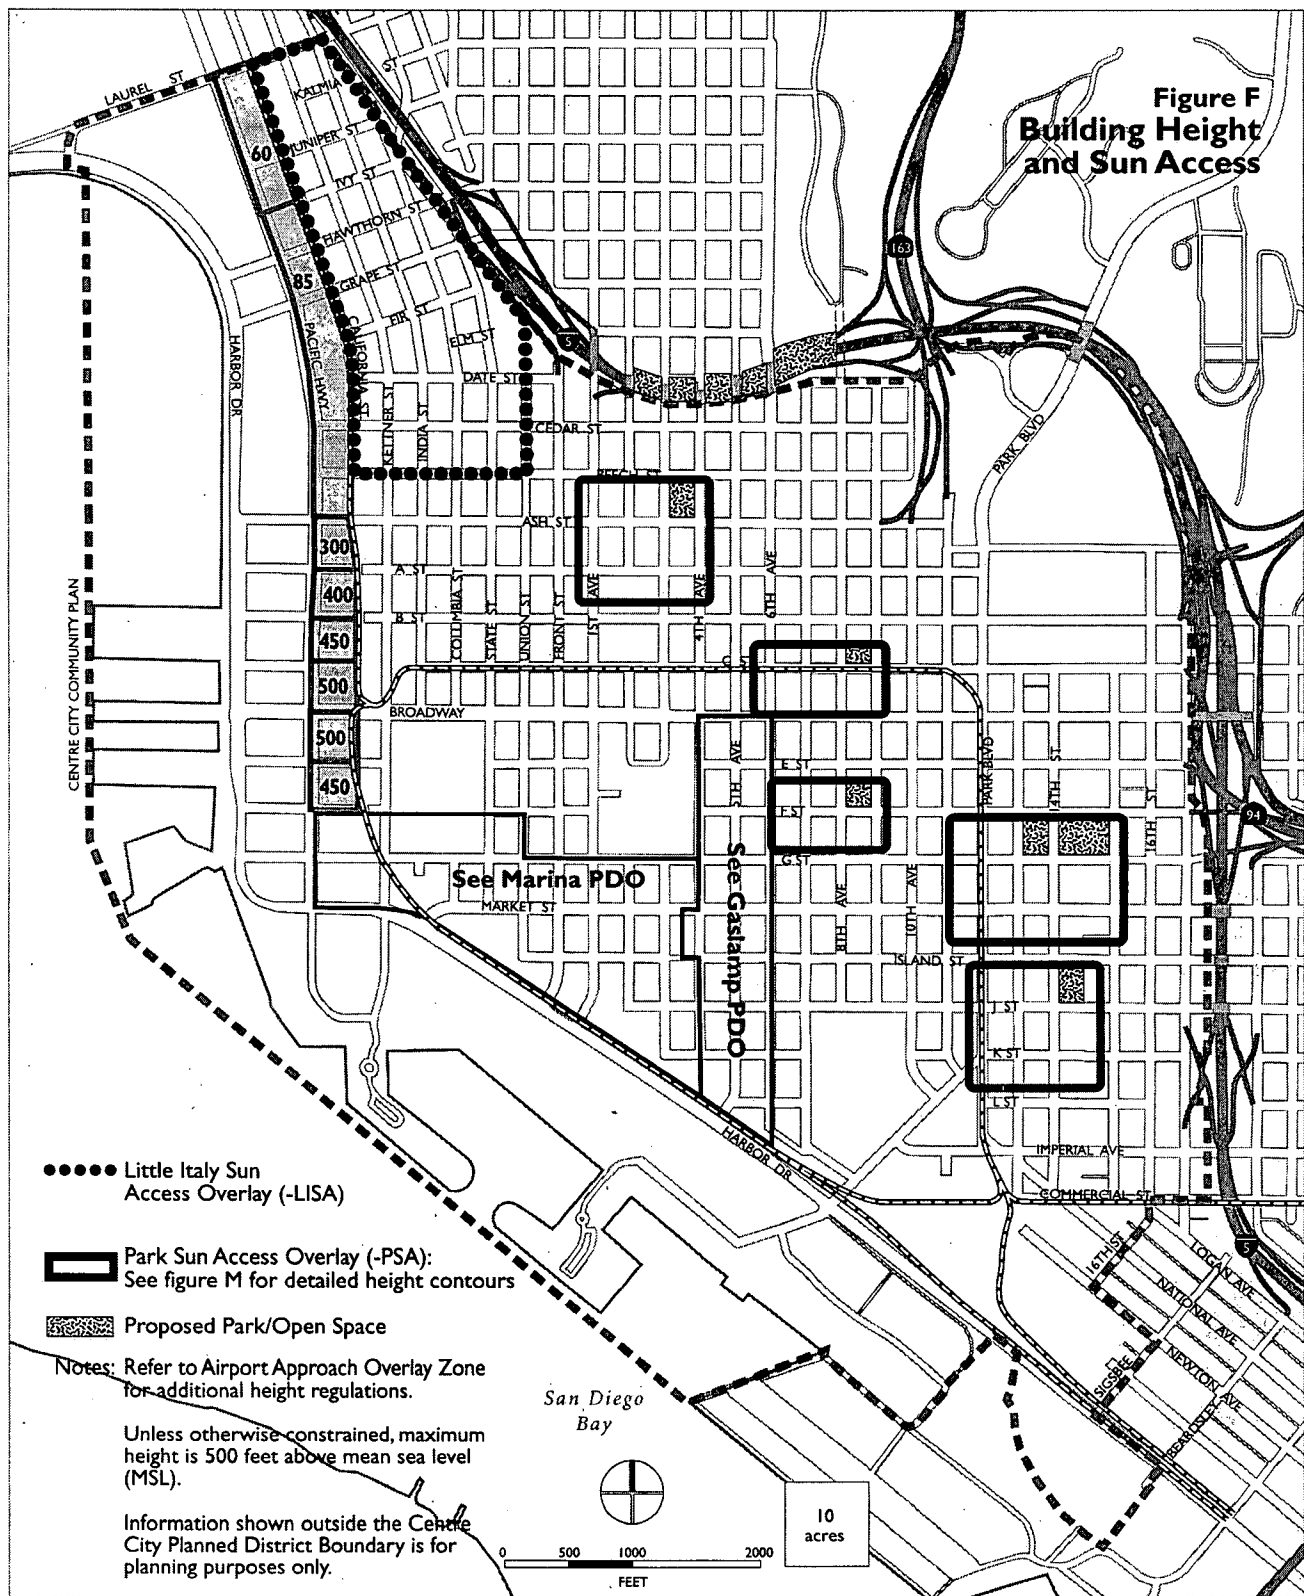 Figure F
Building Height
and Sun Access
LAUREL ST
KALMIA
ST
JUNIPER ST
IVY ST
HAWTHORN ST
GRAPE ST
FIR ST
ELM ST
DATE ST
CEDAR ST
BEECH ST
ASH ST
A ST
B ST
C ST
BROADWAY
60
85
300
400
450
500
500
450
HARBOR DR
PACIFIC HWY
CALIFORNIA ST
KETTNER ST
INDIA ST
COLUMBIA ST
STATE ST
UNION ST
FRONT ST
1ST AVE
4TH AVE
6TH AVE
5TH AVE
8TH AVE
10TH AVE
PARK BLVD
PARK BLVD
14TH ST
16TH ST
163
5
94
5
E ST
F ST
G ST
MARKET ST
ISLAND ST
J ST
K ST
L ST
IMPERIAL AVE
COMMERCIAL ST
HARBOR DR
CENTRE CITY COMMUNITY PLAN
See Marina PDO
See Gaslamp PDO
16TH ST
LOGAN AVE
NATIONAL AVE
NEWTON AVE
SIGSBEE
BEARDSLEY
San Diego
Bay
Little Italy Sun
Access Overlay (-LISA)
Park Sun Access Overlay (-PSA):
See figure M for detailed height contours
Proposed Park/Open Space
Notes: Refer to Airport Approach Overlay Zone
for additional height regulations.
Unless otherwise constrained, maximum
height is 500 feet above mean sea level
(MSL).
Information shown outside the Centre
City Planned District Boundary is for
planning purposes only.
0 500 1000 2000
FEET
10
acres